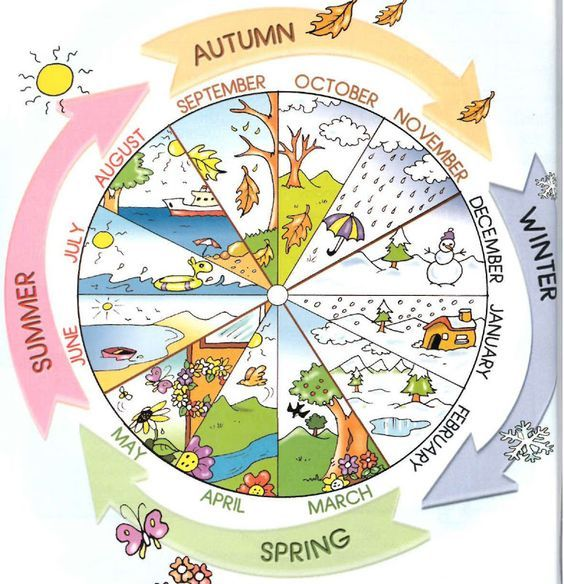 AUTUMN
SEPTEMBER
OCTOBER
NOVEMBER
DECEMBER
WINTER
JANUARY
FEBRUARY
MARCH
SPRING
APRIL
MAY
JUNE
SUMMER
JULY
AUGUST